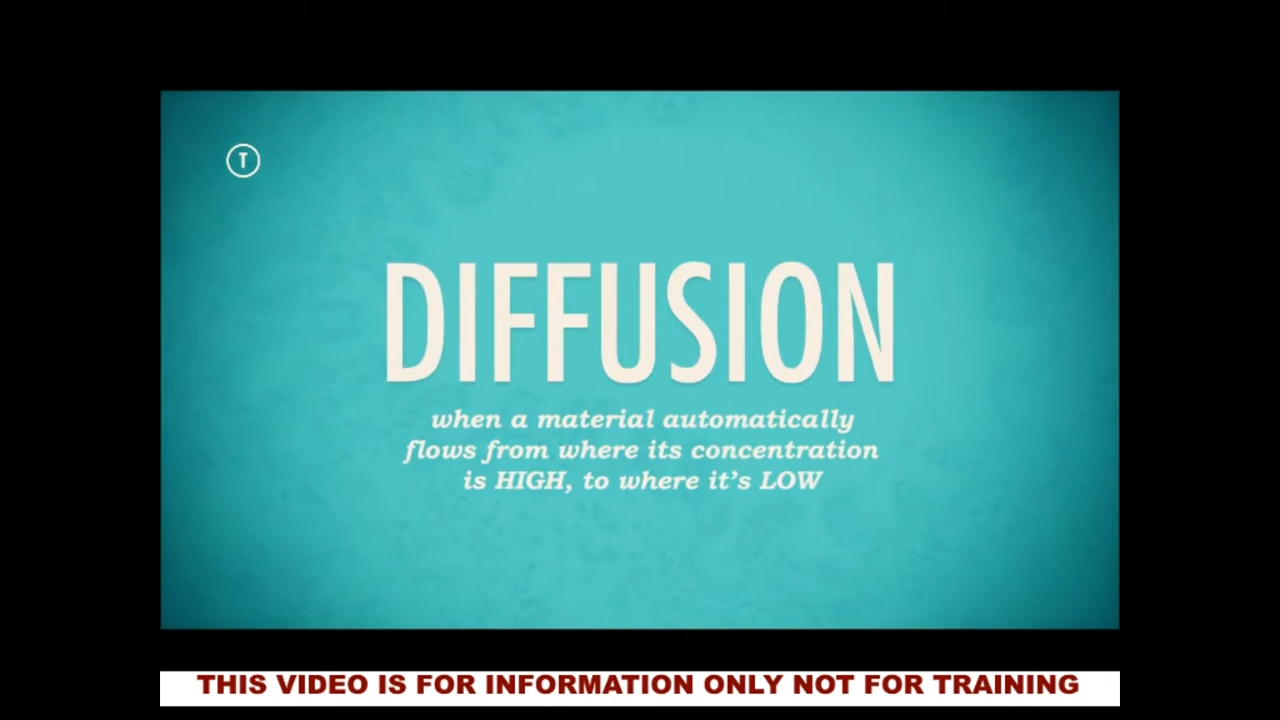 T
DIFFUSION
when a material automatically
flows from where its concentration
is HIGH, to where it's LOW
THIS VIDEO IS FOR INFORMATION ONLY NOT FOR TRAINING